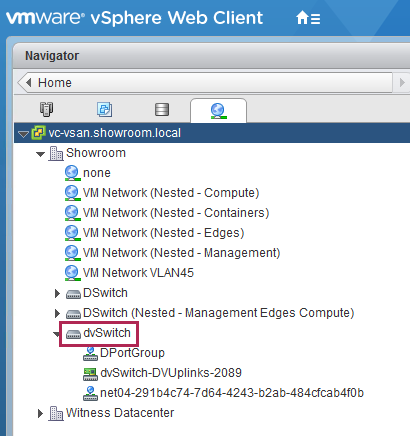 vmware® vSphere Web Client
Navigator
Home
vc-vsan.showroom.local
Showroom
none
VM Network (Nested - Compute)
VM Network (Nested - Containers)
VM Network (Nested - Edges)
VM Network (Nested - Management)
VM Network VLAN45
DSwitch
DSwitch (Nested - Management Edges Compute)
dvSwitch
DPortGroup
dvSwitch-DVUplinks-2089
net04-291b4c74-7d64-4243-b2ab-484cfcab4f0b
Witness Datacenter